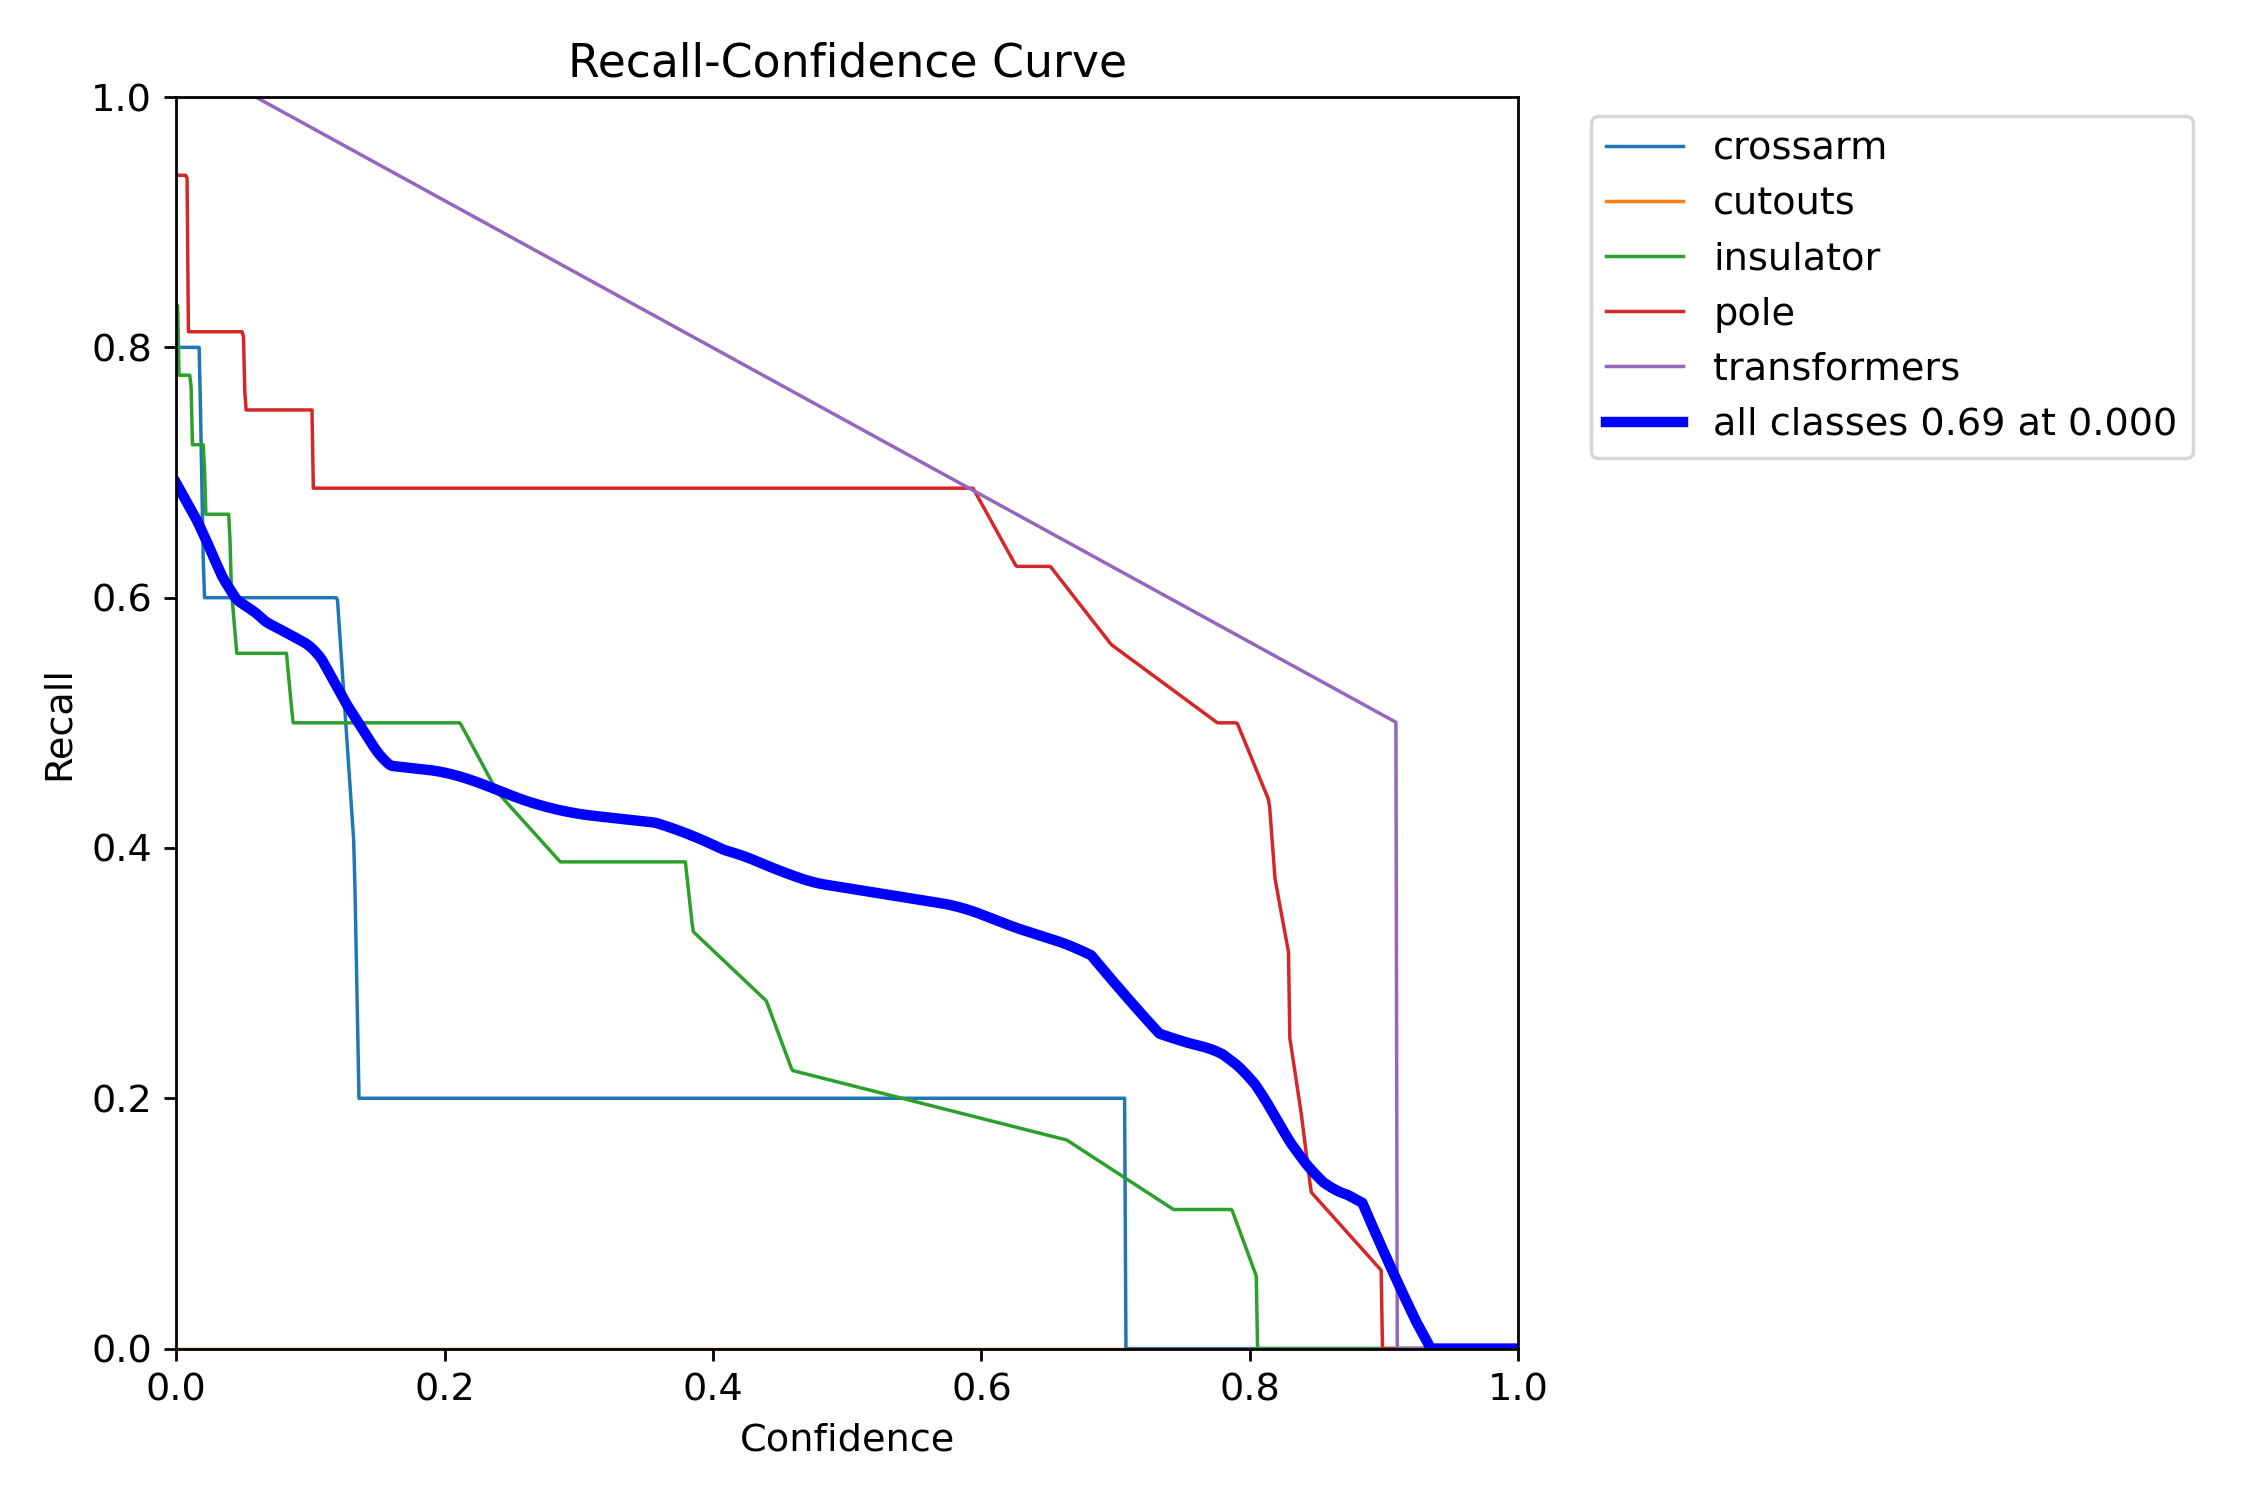 Recall-Confidence Curve
1.0
0.8
0.6
0.4
0.2
0.0
Recall
0.0 0.2 0.4 0.6 0.8 1.0
Confidence
crossarm
cutouts
insulator
pole
transformers
all classes 0.69 at 0.000